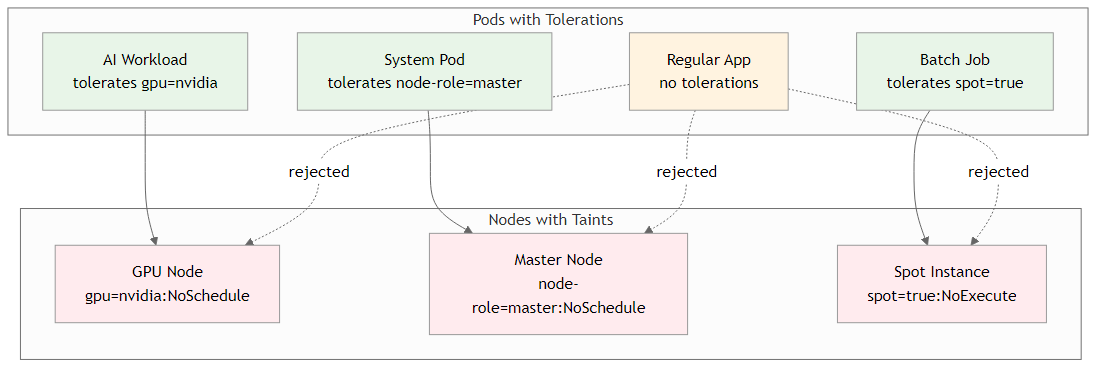 Pods with Tolerations
AI Workload
tolerates gpu=nvidia
System Pod
tolerates node-role=master
Regular App
no tolerations
Batch Job
tolerates spot=true
rejected
rejected
rejected
Nodes with Taints
GPU Node
gpu=nvidia:NoSchedule
Master Node
node-
role=master:NoSchedule
Spot Instance
spot=true:NoExecute